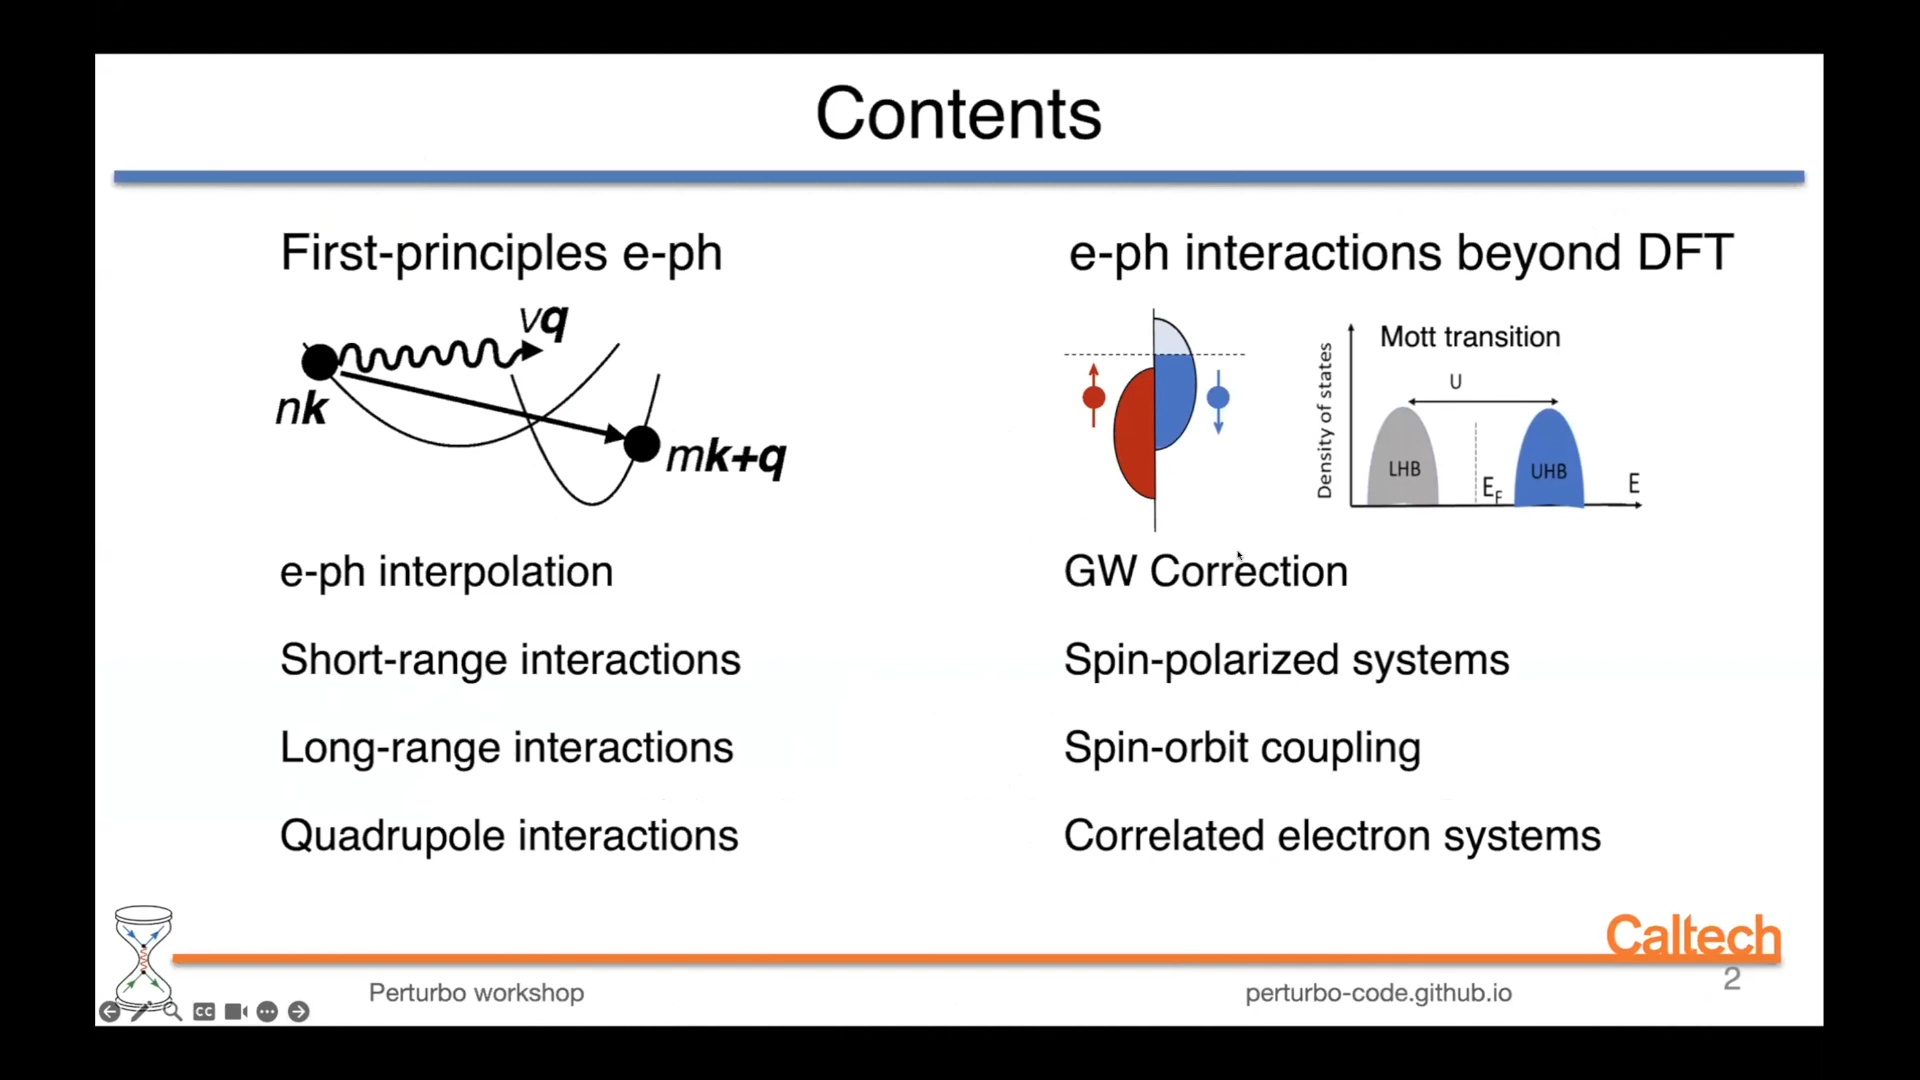 Contents
First-principles e-ph
νq
nk
mk+q
e-ph interpolation
Short-range interactions
Long-range interactions
Quadrupole interactions
e-ph interactions beyond DFT
Density of states
Mott transition
U
LHB
EF
UHB
E
GW Correction
Spin-polarized systems
Spin-orbit coupling
Correlated electron systems
Caltech
Perturbo workshop
perturbo-code.github.io
2
CC